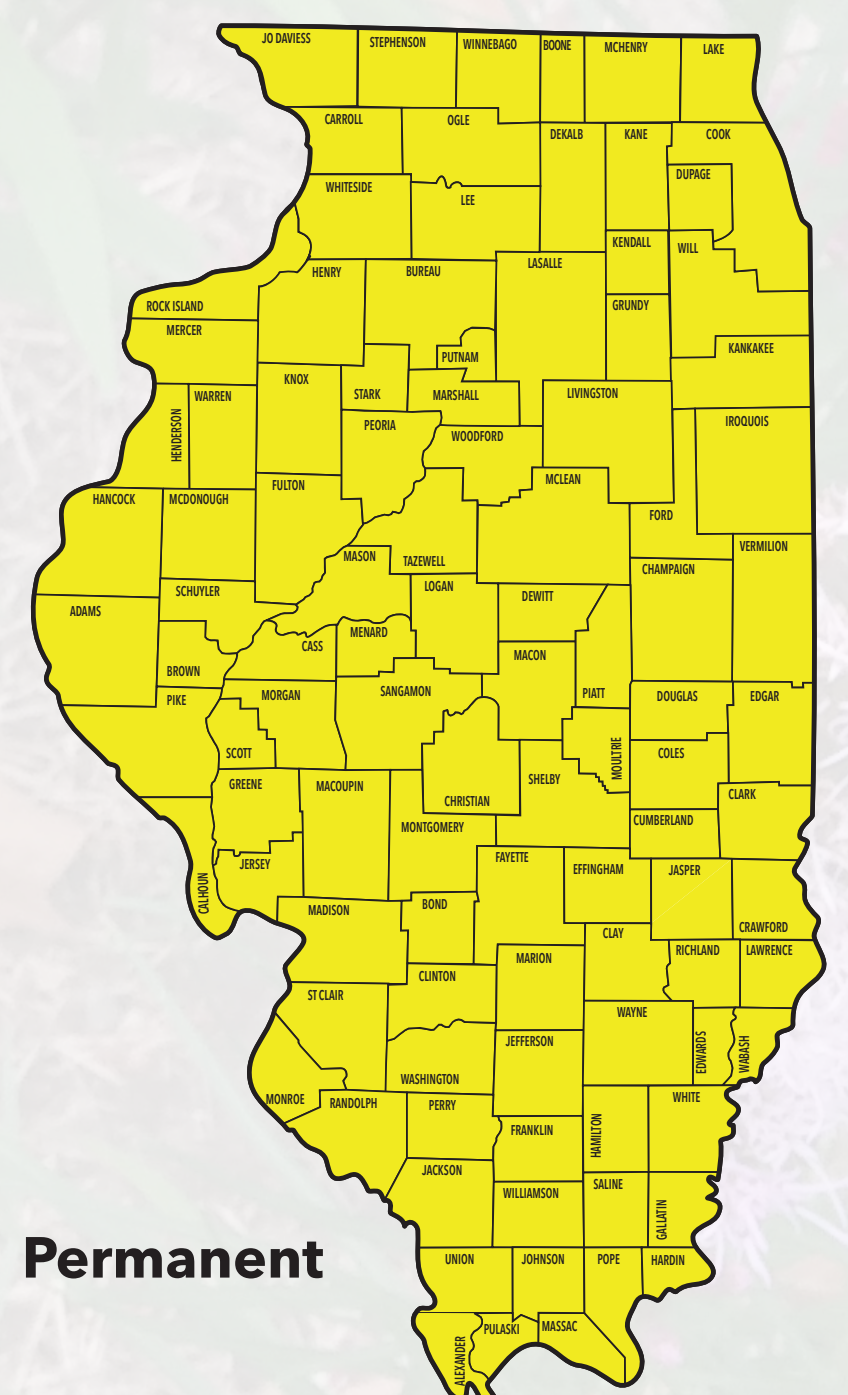 JO DAVIESS
STEPHENSON
WINNEBAGO
BOONE
MCHENRY
LAKE
CARROLL
OGLE
DEKALB
KANE
COOK
DUPAGE
WHITESIDE
LEE
KENDALL
WILL
LASALLE
HENRY
BUREAU
ROCK ISLAND
GRUNDY
MERCER
KANKAKEE
PUTNAM
KNOX
STARK
MARSHALL
LIVINGSTON
WARREN
HENDERSON
PEORIA
WOODFORD
IROQUOIS
HANCOCK
MCDONOUGH
FULTON
MCLEAN
FORD
MASON
TAZEWELL
VERMILION
CHAMPAIGN
LOGAN
SCHUYLER
ADAMS
DEWITT
MENARD
CASS
MACON
BROWN
PIKE
MORGAN
SANGAMON
PIATT
DOUGLAS
EDGAR
SCOTT
MOULTRIE
COLES
GREENE
MACOUPIN
SHELBY
CHRISTIAN
CLARK
CUMBERLAND
MONTGOMERY
JERSEY
FAYETTE
EFFINGHAM
JASPER
CALHOUN
MADISON
BOND
CLAY
CRAWFORD
RICHLAND
LAWRENCE
MARION
CLINTON
ST CLAIR
WAYNE
JEFFERSON
EDWARDS
WABASH
WASHINGTON
MONROE
RANDOLPH
PERRY
WHITE
FRANKLIN
HAMILTON
JACKSON
WILLIAMSON
SALINE
GALLATIN
Permanent
UNION
JOHNSON
POPE
HARDIN
PULASKI
MASSAC
ALEXANDER